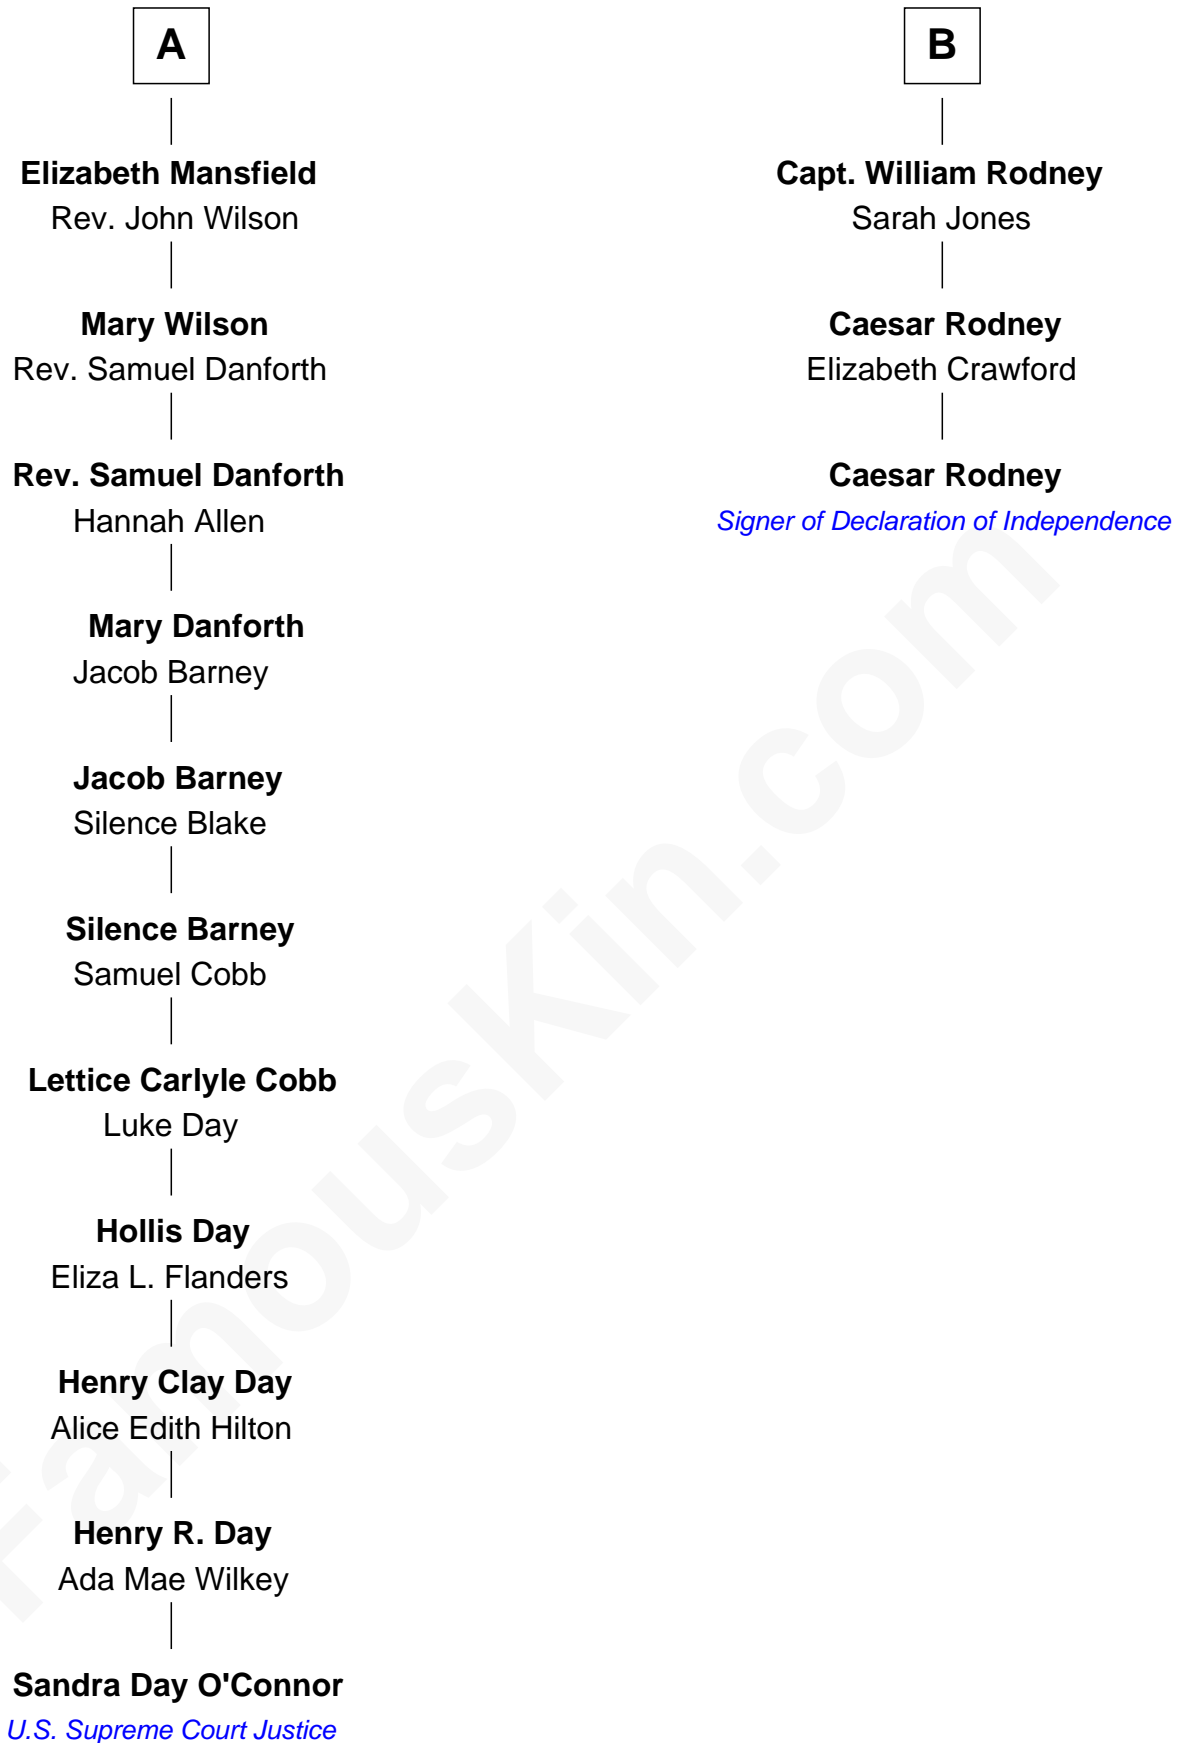 A
Elizabeth Mansfield
Rev. John Wilson
Mary Wilson
Rev. Samuel Danforth
Rev. Samuel Danforth
Hannah Allen
Mary Danforth
Jacob Barney
Jacob Barney
Silence Blake
Silence Barney
Samuel Cobb
Lettice Carlyle Cobb
Luke Day
Hollis Day
Eliza L. Flanders
Henry Clay Day
Alice Edith Hilton
Henry R. Day
Ada Mae Wilkey
Sandra Day O'Connor
U.S. Supreme Court Justice
B
Capt. William Rodney
Sarah Jones
Caesar Rodney
Elizabeth Crawford
Caesar Rodney
Signer of Declaration of Independence
FamousKin.com